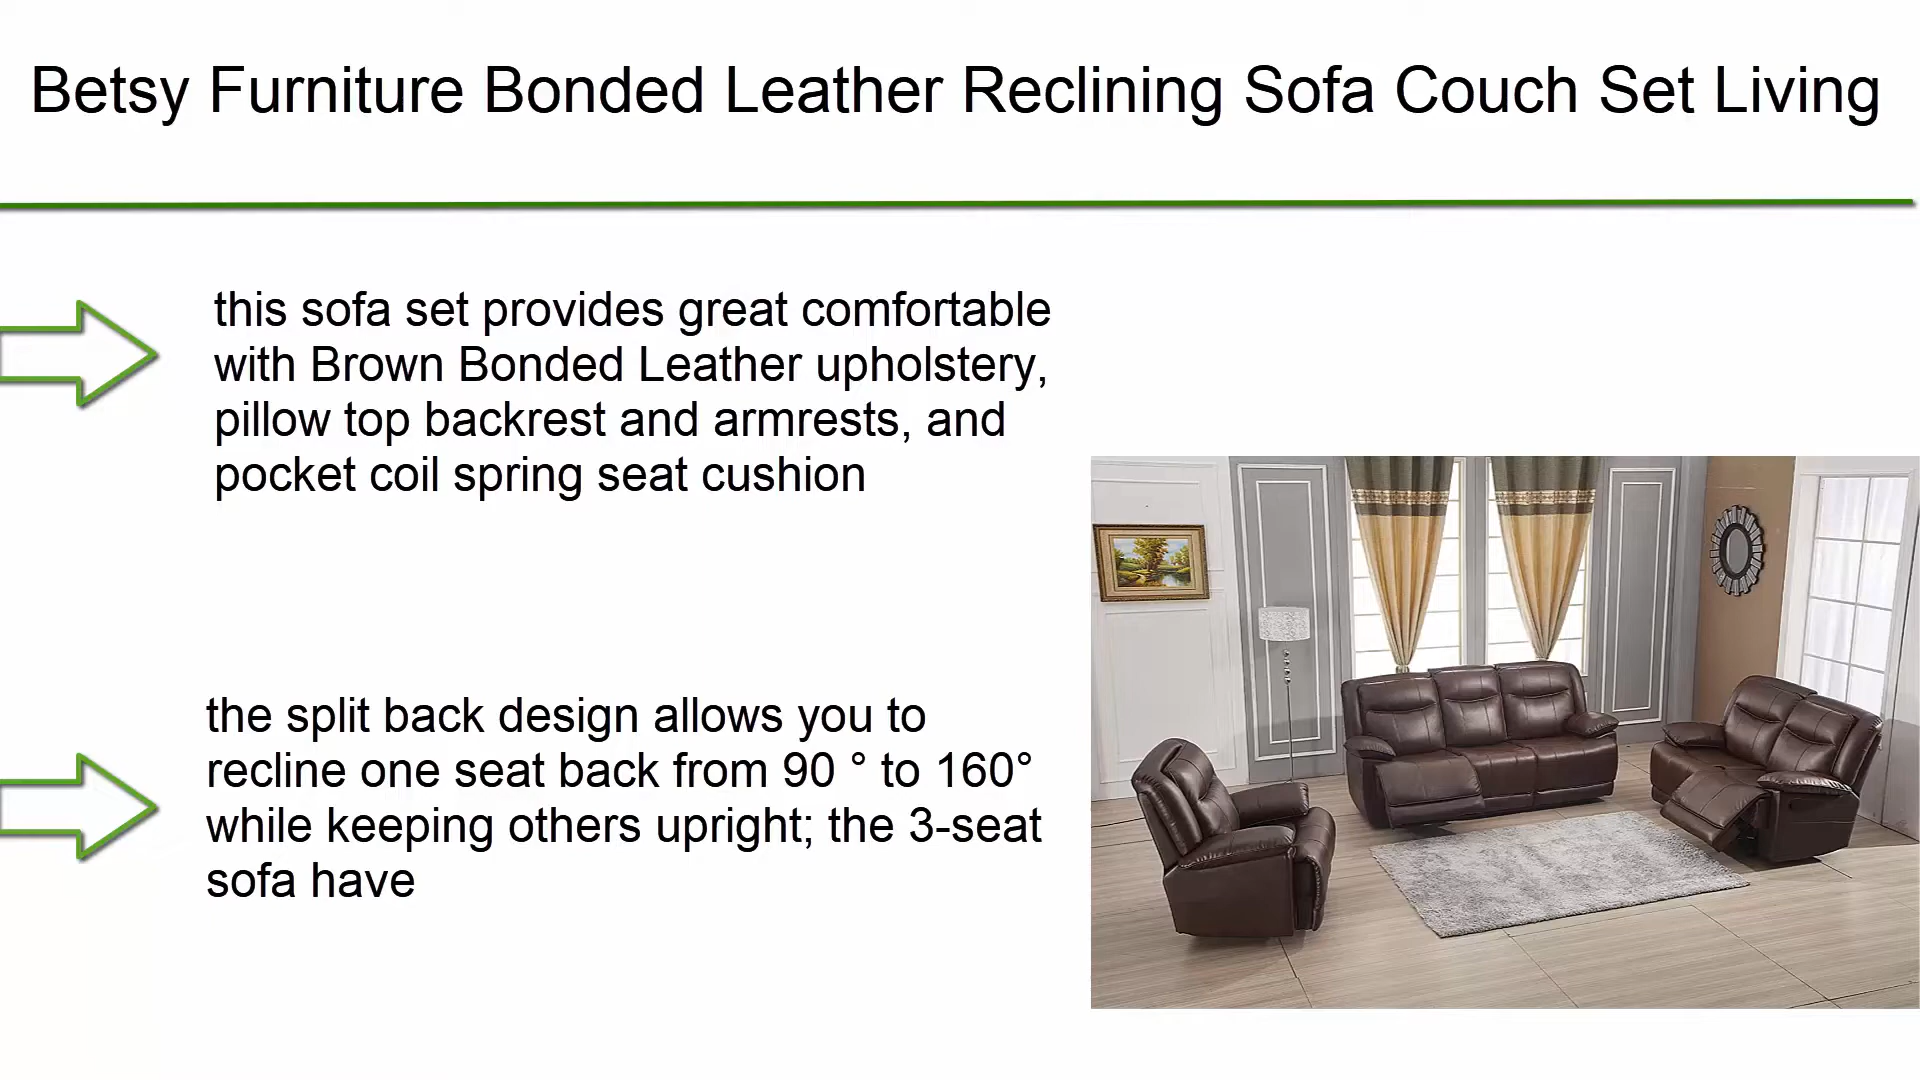 Betsy Furniture Bonded Leather Reclining Sofa Couch Set Living
this sofa set provides great comfortable
with Brown Bonded Leather upholstery,
pillow top backrest and armrests, and
pocket coil spring seat cushion
the split back design allows you to
recline one seat back from 90 ° to 160°
while keeping others upright; the 3-seat
sofa have